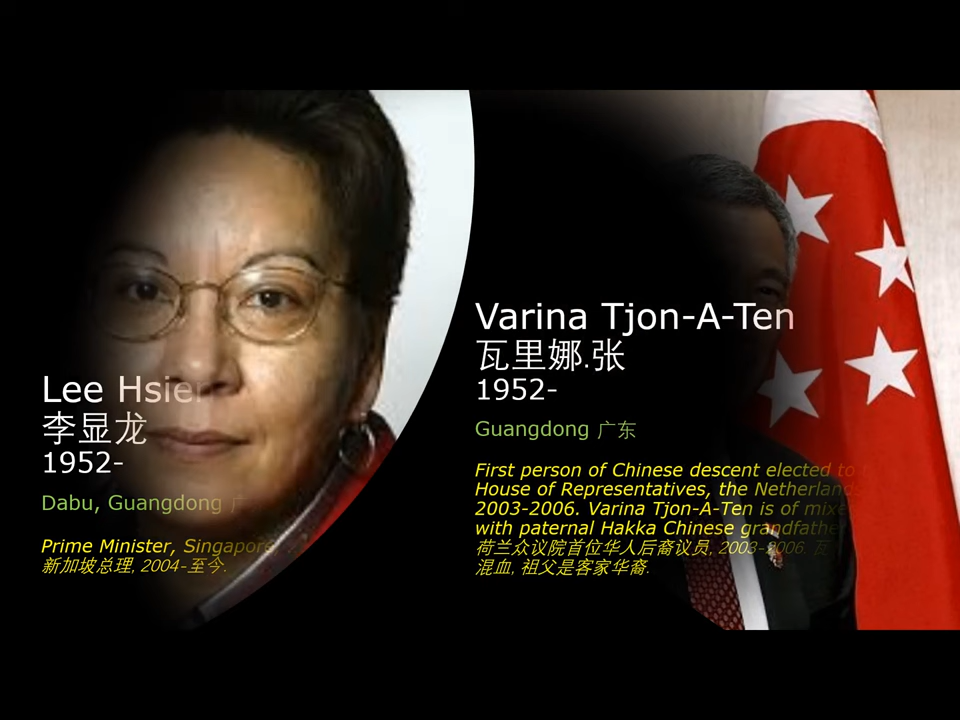 Lee Hsien
李显龙
1952-
Dabu, Guangdong
Prime Minister, Singapore
新加坡总理, 2004-至今.
Varina Tjon-A-Ten
瓦里娜.张
1952-
Guangdong 广东
First person of Chinese descent elected to
House of Representatives, the Netherlands
2003-2006. Varina Tjon-A-Ten is of mixed
with paternal Hakka Chinese grandfather
荷兰众议院首位华人后裔议员, 2003-2006. 瓦
混血, 祖父是客家华裔.